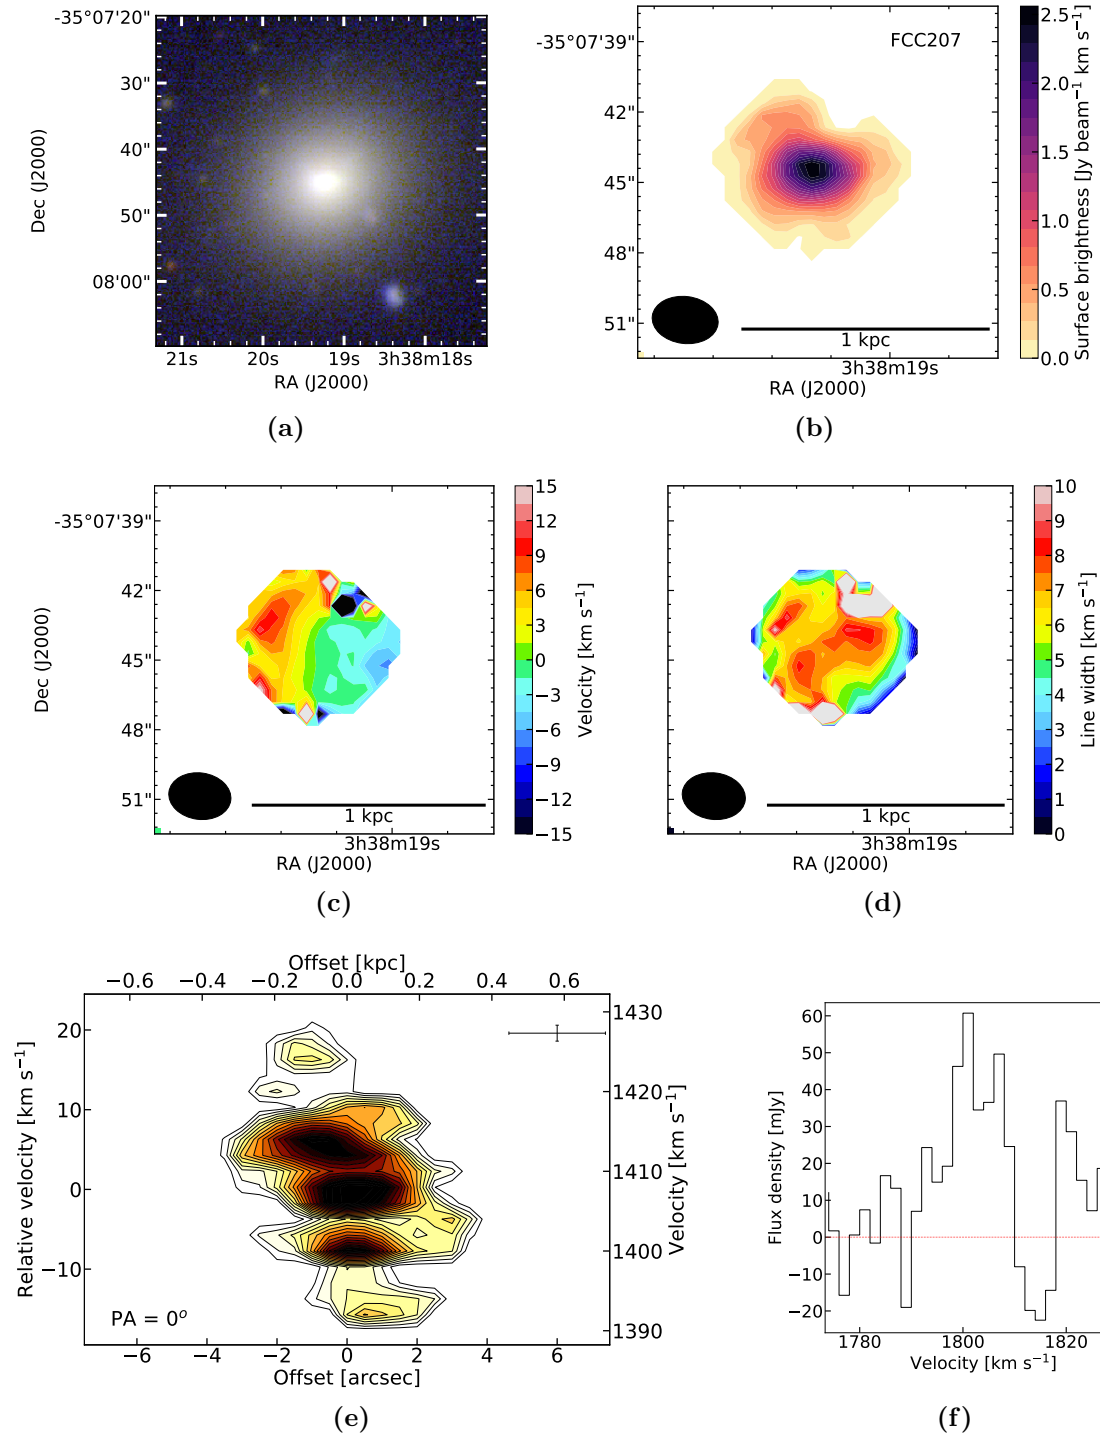 -35°07'20"
30"
40"
50"
08'00"
Dec (J2000)
21s 20s 19s 3h38m18s
RA (J2000)
(a)
FCC207
-35°07'39"
42"
45"
48"
51"
1 kpc
3h38m19s
RA (J2000)
2.5
2.0
1.5
1.0
0.5
0.0
Surface brightness [Jy beam⁻¹ km s⁻¹]
(b)
-35°07'39"
42"
45"
48"
51"
Dec (J2000)
1 kpc
3h38m19s
RA (J2000)
15
12
9
6
3
0
−3
−6
−9
−12
−15
Velocity [km s⁻¹]
(c)
1 kpc
3h38m19s
RA (J2000)
10
9
8
7
6
5
4
3
2
1
0
Line width [km s⁻¹]
(d)
Offset [kpc]
−0.6 −0.4 −0.2 0.0 0.2 0.4 0.6
20
10
0
−10
Relative velocity [km s⁻¹]
1430
1420
1410
1400
1390
Velocity [km s⁻¹]
PA = 0°
−6 −4 −2 0 2 4 6
Offset [arcsec]
(e)
60
50
40
30
20
10
0
−10
−20
Flux density [mJy]
1780 1800 1820
Velocity [km s⁻¹]
(f)